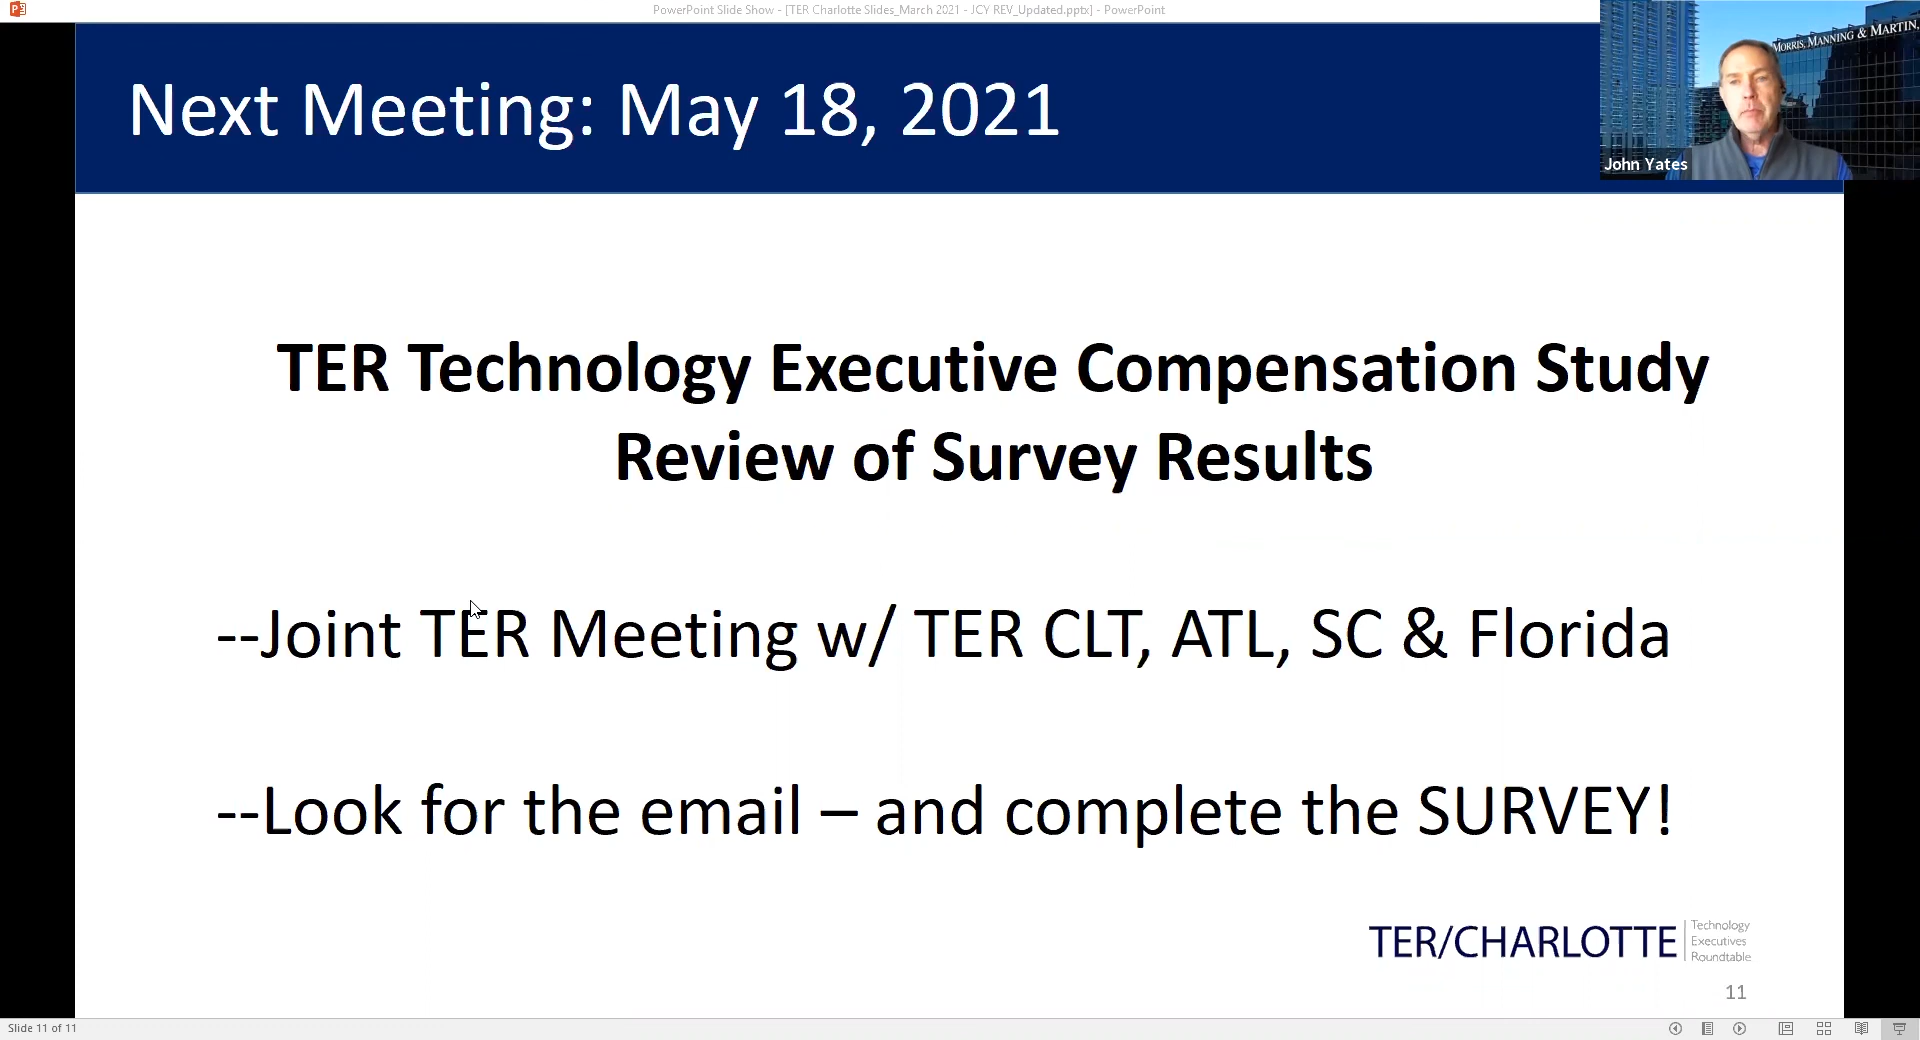 PowerPoint Slide Show - [TER Charlotte Slides_March 2021 - JCY REV_Updated.pptx] - PowerPoint
MORRIS, MANNING & MARTIN,
John Yates
Next Meeting: May 18, 2021
TER Technology Executive Compensation Study
Review of Survey Results
--Joint TER Meeting w/ TER CLT, ATL, SC & Florida
--Look for the email – and complete the SURVEY!
TER/CHARLOTTE
Technology
Executives
Roundtable
11
Slide 11 of 11